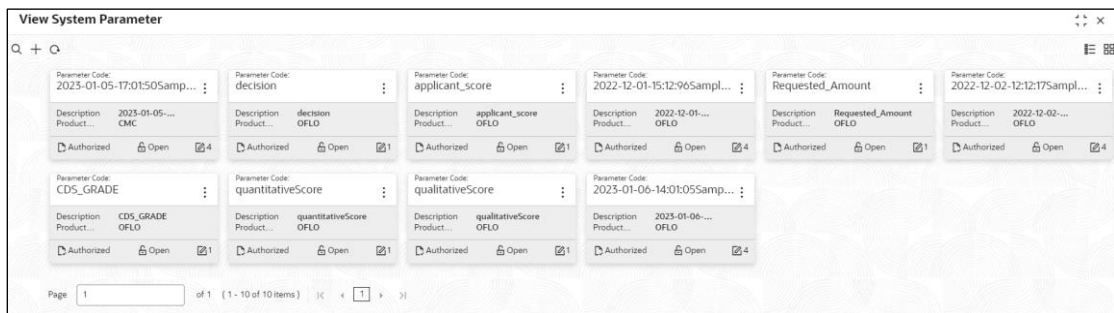 View System Parameter
Parameter Code:
2023-01-05-17:01:50Samp...
Description 2023-01-05-...
Product... CMC
Authorized Open 4
Parameter Code:
decision
Description decision
Product... OFLO
Authorized Open 1
Parameter Code:
applicant_score
Description applicant_score
Product... OFLO
Authorized Open 1
Parameter Code:
2022-12-01-15:12:96Sampl...
Description 2022-12-01-...
Product... OFLO
Authorized Open 4
Parameter Code:
Requested_Amount
Description Requested_Amount
Product... OFLO
Authorized Open 1
Parameter Code:
2022-12-02-12:12:17Sampl...
Description 2022-12-02-...
Product... OFLO
Authorized Open 4
Parameter Code:
CDS_GRADE
Description CDS_GRADE
Product... OFLO
Authorized Open 1
Parameter Code:
quantitativeScore
Description quantitativeScore
Product... OFLO
Authorized Open 1
Parameter Code:
qualitativeScore
Description qualitativeScore
Product... OFLO
Authorized Open 1
Parameter Code:
2023-01-06-14:01:05Samp...
Description 2023-01-06-...
Product... OFLO
Authorized Open 4
Page 1 of 1 (1 - 10 of 10 items) 1